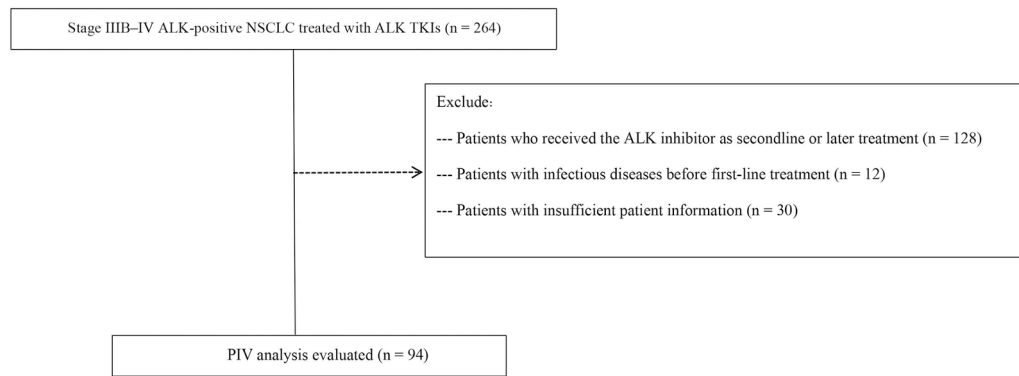 Stage IIIB–IV ALK-positive NSCLC treated with ALK TKIs (n = 264)
Exclude:
--- Patients who received the ALK inhibitor as secondline or later treatment (n = 128)
--- Patients with infectious diseases before first-line treatment (n = 12)
--- Patients with insufficient patient information (n = 30)
PIV analysis evaluated (n = 94)